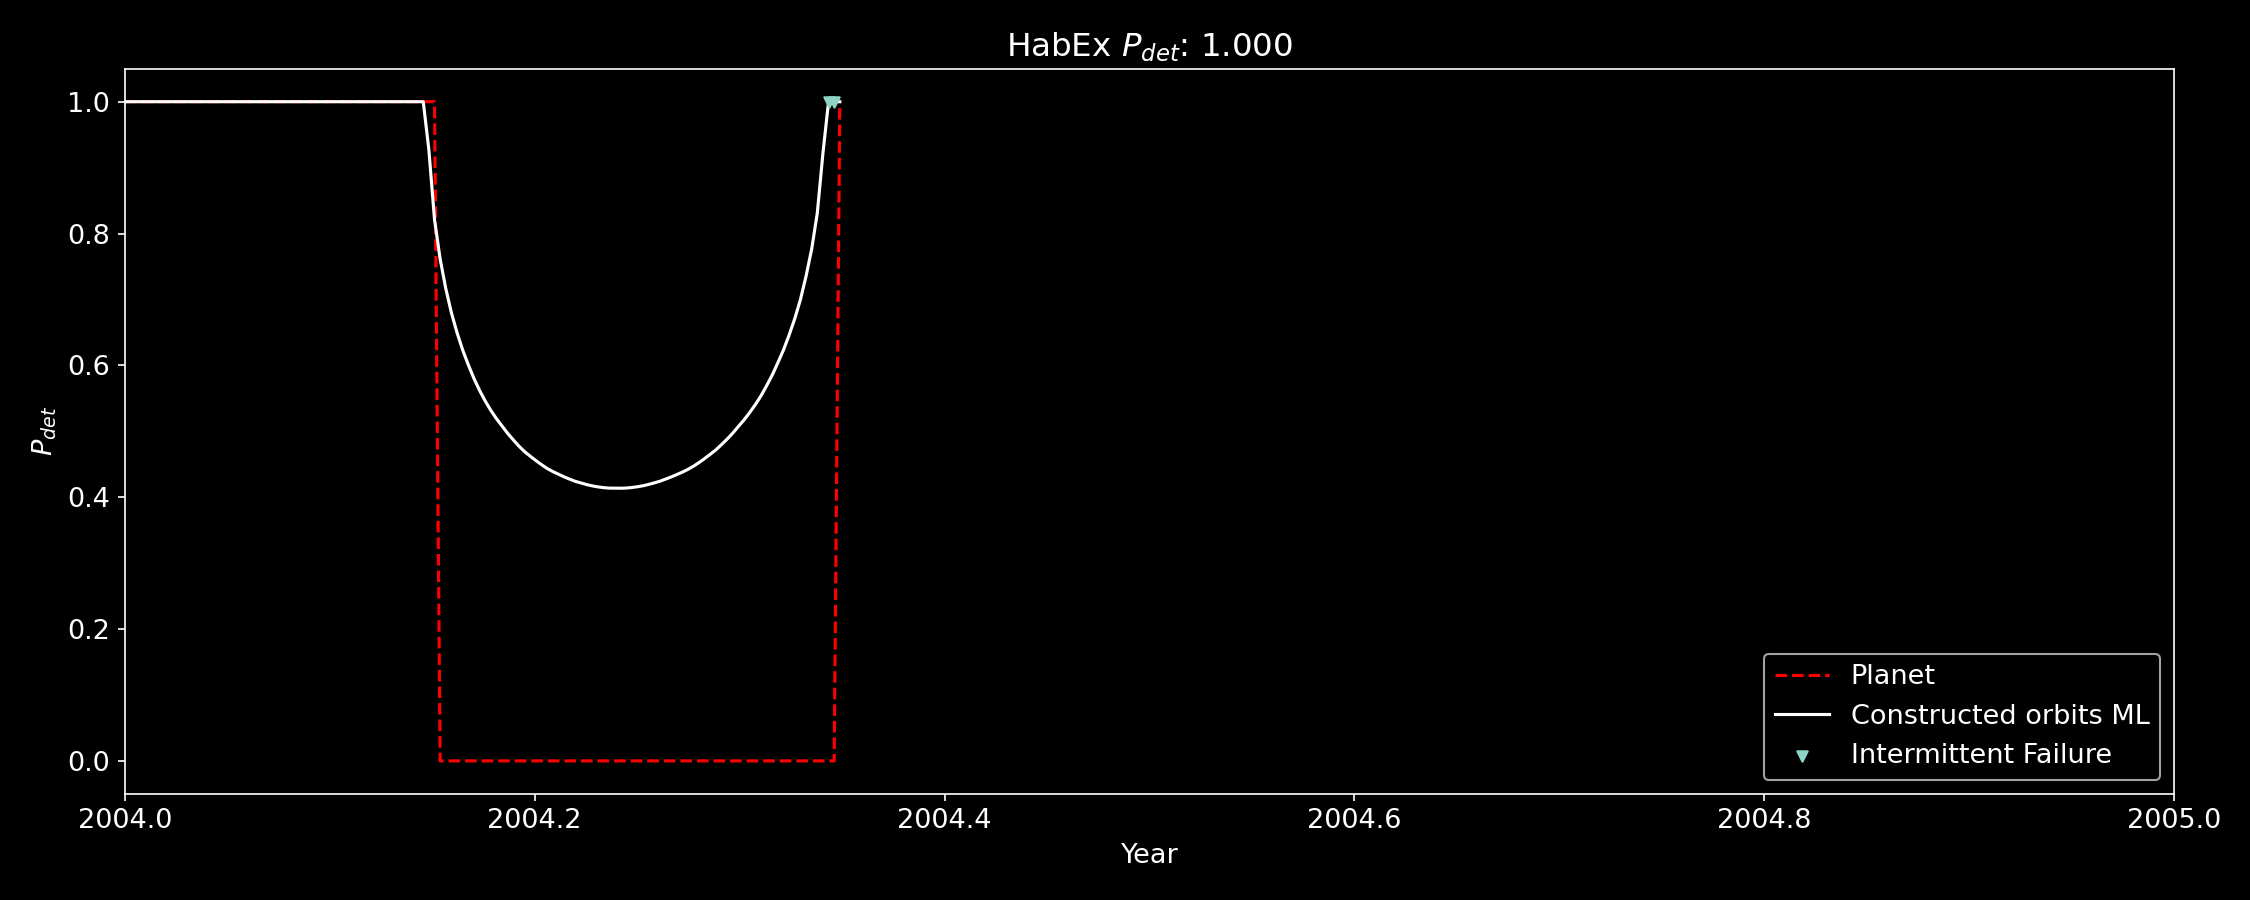 HabEx P_det: 1.000
1.0
0.8
0.6
0.4
0.2
0.0
P_det
2004.0 2004.2 2004.4 2004.6 2004.8 2005.0
Year
Planet
Constructed orbits ML
Intermittent Failure